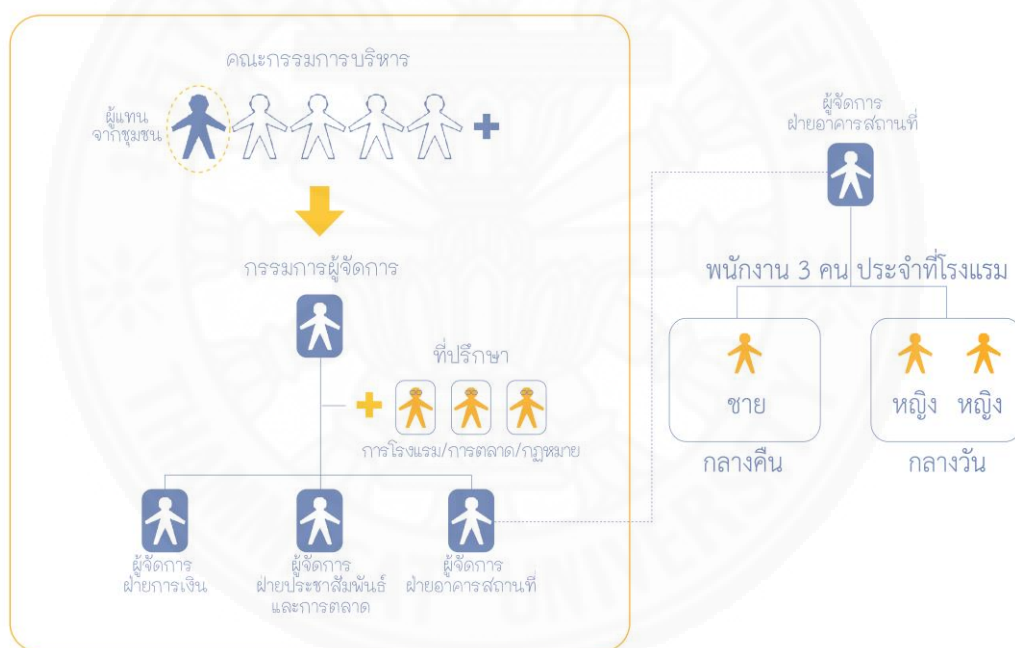 คณะกรรมการบริหาร
ผู้แทน
จากชุมชน
กรรมการผู้จัดการ
ที่ปรึกษา
การโรงแรม/การตลาด/กฎหมาย
ผู้จัดการ
ฝ่ายการเงิน
ผู้จัดการ
ฝ่ายประชาสัมพันธ์
และการตลาด
ผู้จัดการ
ฝ่ายอาคารสถานที่
ผู้จัดการ
ฝ่ายอาคารสถานที่
พนักงาน 3 คน ประจำที่โรงแรม
ชาย
กลางคืน
หญิง หญิง
กลางวัน